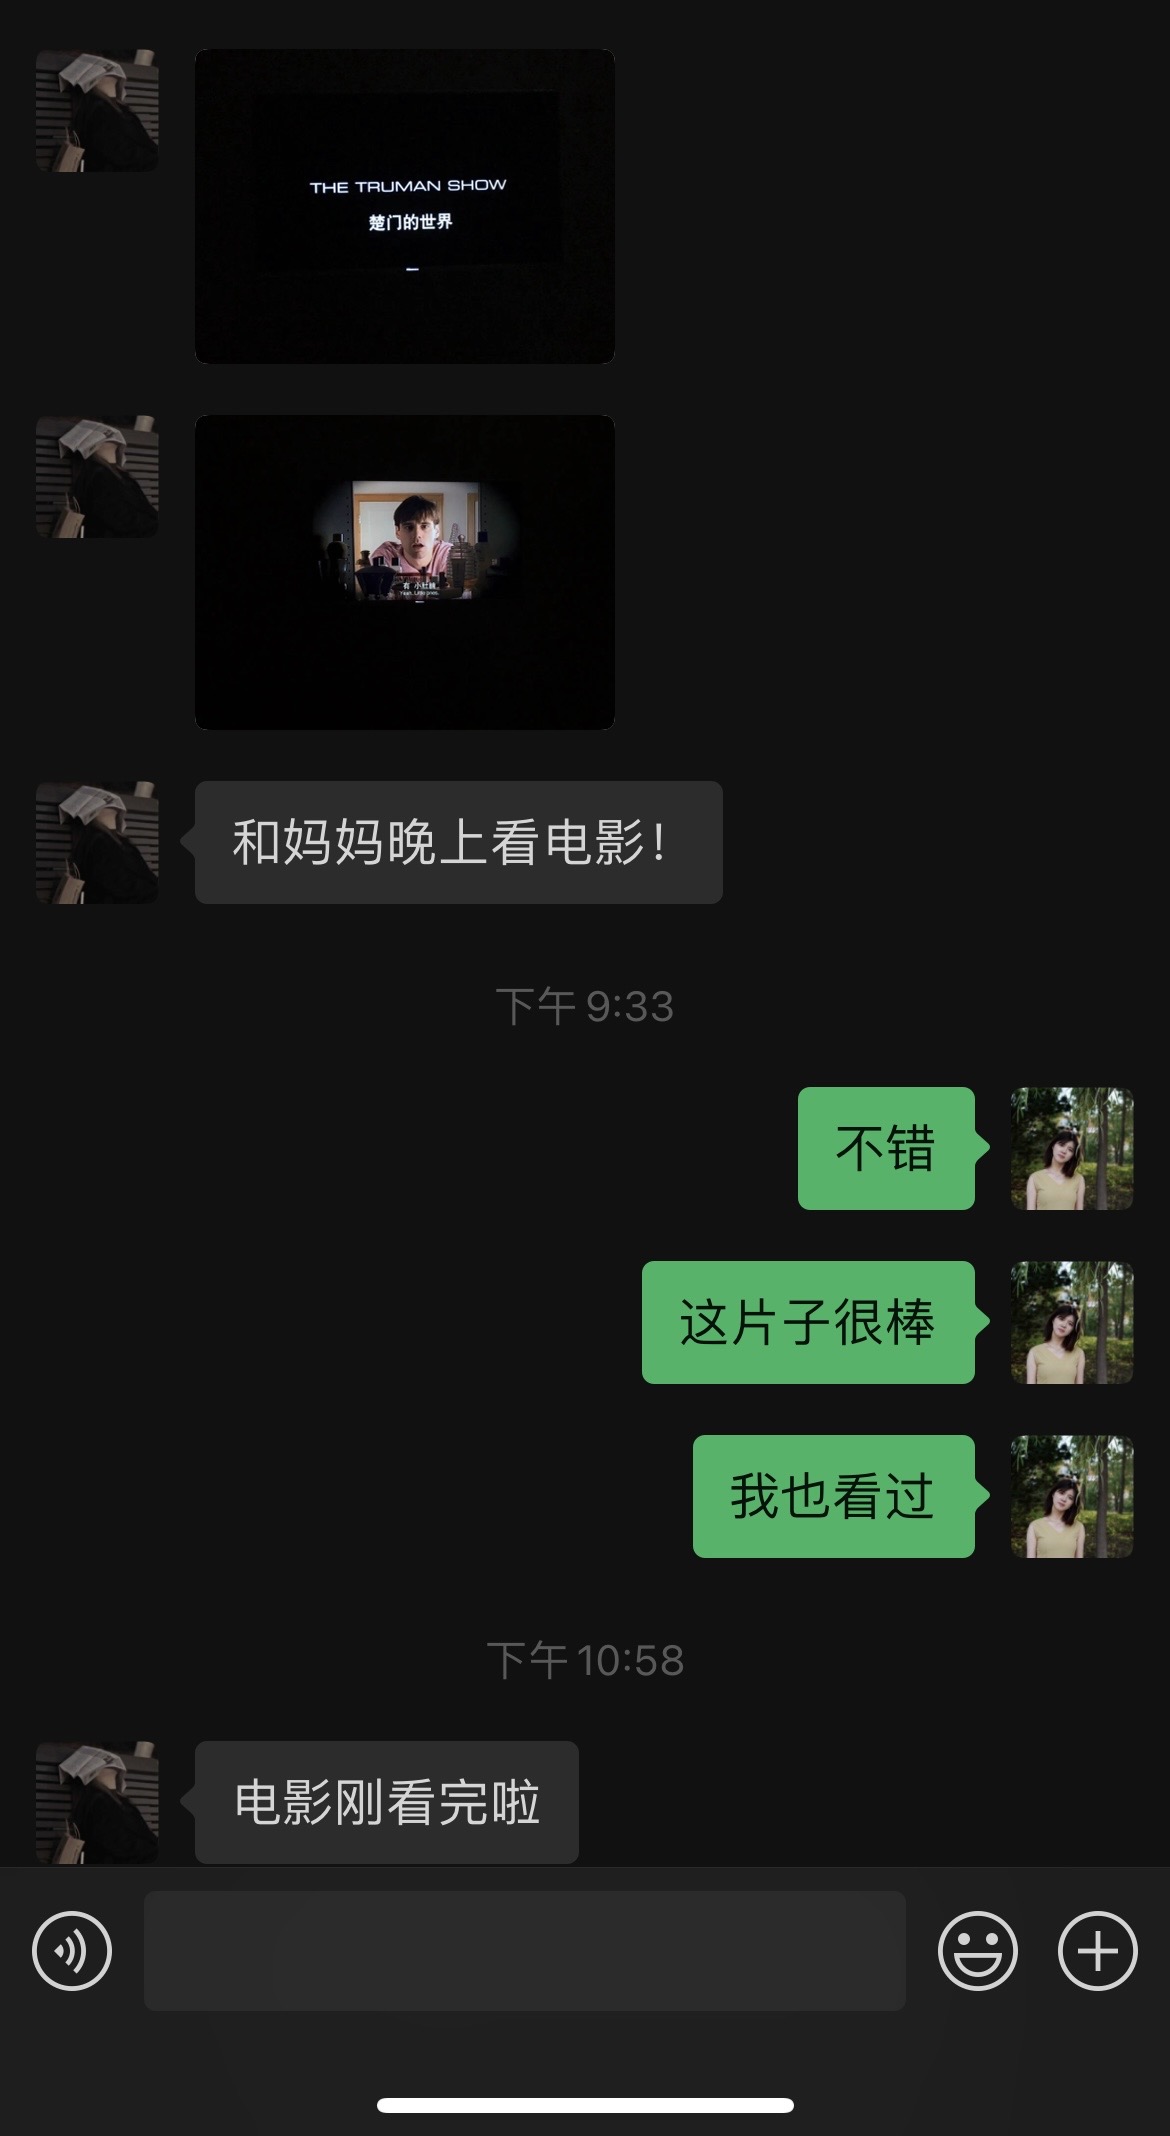 THE TRUMAN SHOW
楚门的世界
有 小肚腩
Yeah. Little ones.
和妈妈晚上看电影！
下午 9:33
不错
这片子很棒
我也看过
下午 10:58
电影刚看完啦